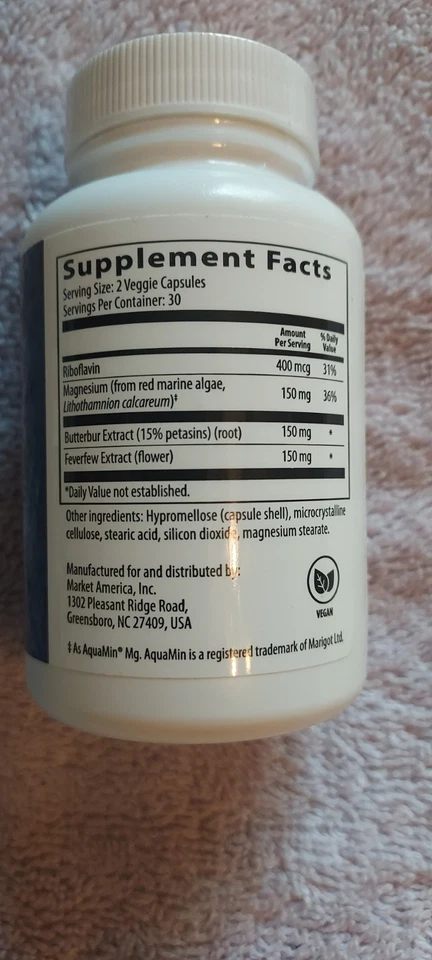 Supplement Facts
Serving Size: 2 Veggie Capsules
Servings Per Container: 30
Amount Per Serving % Daily Value
Riboflavin 400 mcg 31%
Magnesium (from red marine algae,
Lithothamnion calcareum)‡ 150 mg 36%
Butterbur Extract (15% petasins) (root) 150 mg *
Feverfew Extract (flower) 150 mg *
*Daily Value not established.
Other ingredients: Hypromellose (capsule shell), microcrystalline
cellulose, stearic acid, silicon dioxide, magnesium stearate.
Manufactured for and distributed by:
Market America, Inc.
1302 Pleasant Ridge Road,
Greensboro, NC 27409, USA
VEGAN
‡ As AquaMin® Mg. AquaMin is a registered trademark of Marigot Ltd.